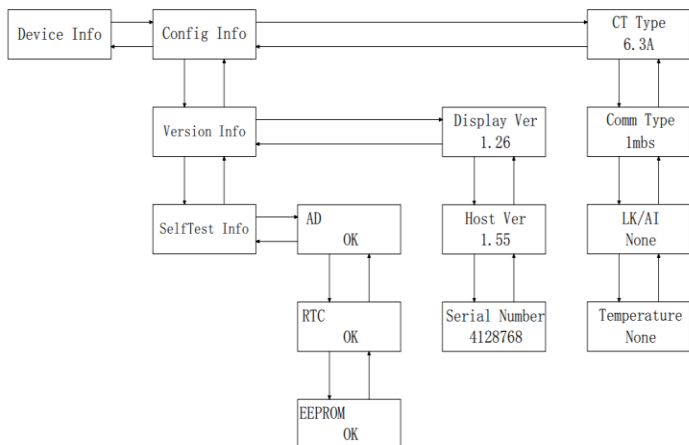 Device Info
Config Info
CT Type
6.3A
Version Info
Display Ver
1.26
Comm Type
1mbs
SelfTest Info
AD
OK
Host Ver
1.55
LK/AI
None
RTC
OK
Serial Number
4128768
Temperature
None
EEPROM
OK